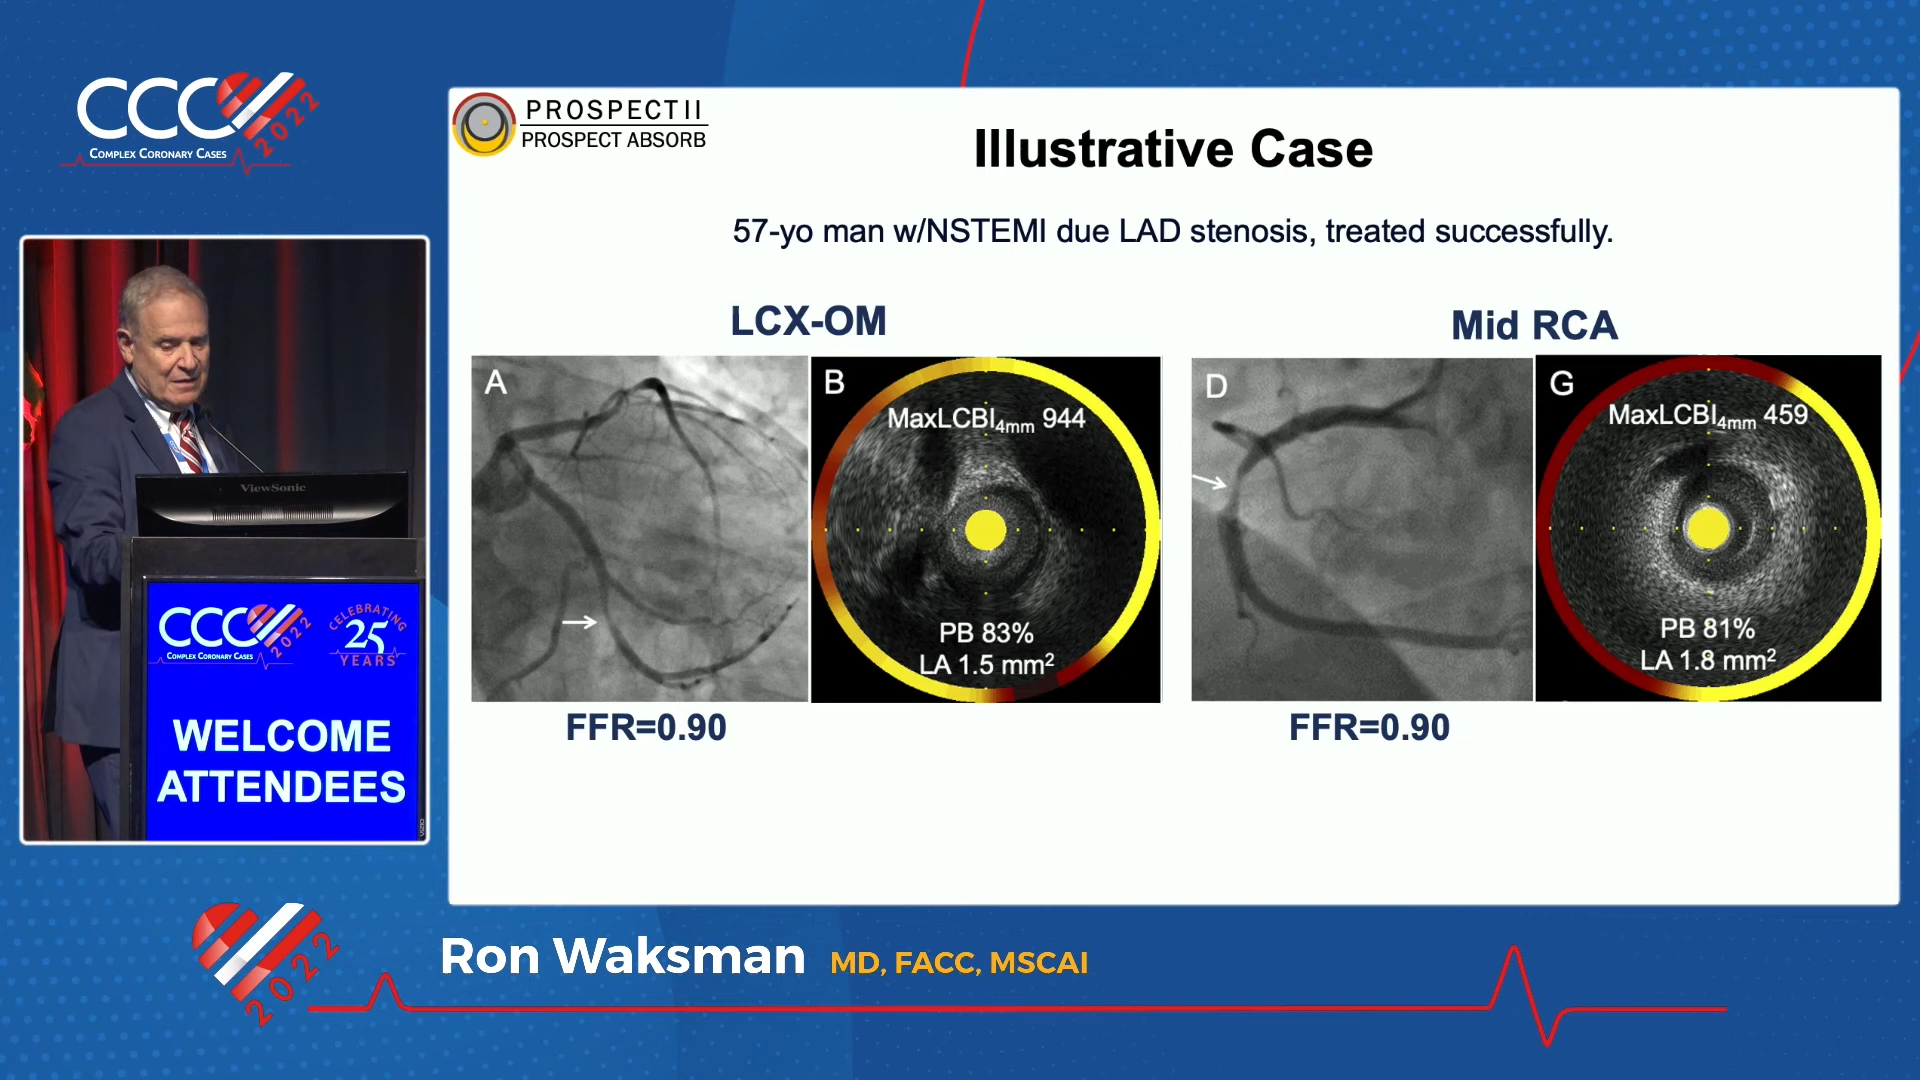 CCC
2022
COMPLEX CORONARY CASES
PROSPECT II
PROSPECT ABSORB
Illustrative Case
57-yo man w/NSTEMI due LAD stenosis, treated successfully.
LCX-OM
Mid RCA
A
B
MaxLCBI4mm 944
PB 83%
LA 1.5 mm²
D
G
MaxLCBI4mm 459
PB 81%
LA 1.8 mm²
FFR=0.90
FFR=0.90
ViewSonic
CCC
2022
COMPLEX CORONARY CASES
CELEBRATING
25
YEARS
WELCOME
ATTENDEES
2022
Ron Waksman MD, FACC, MSCAI